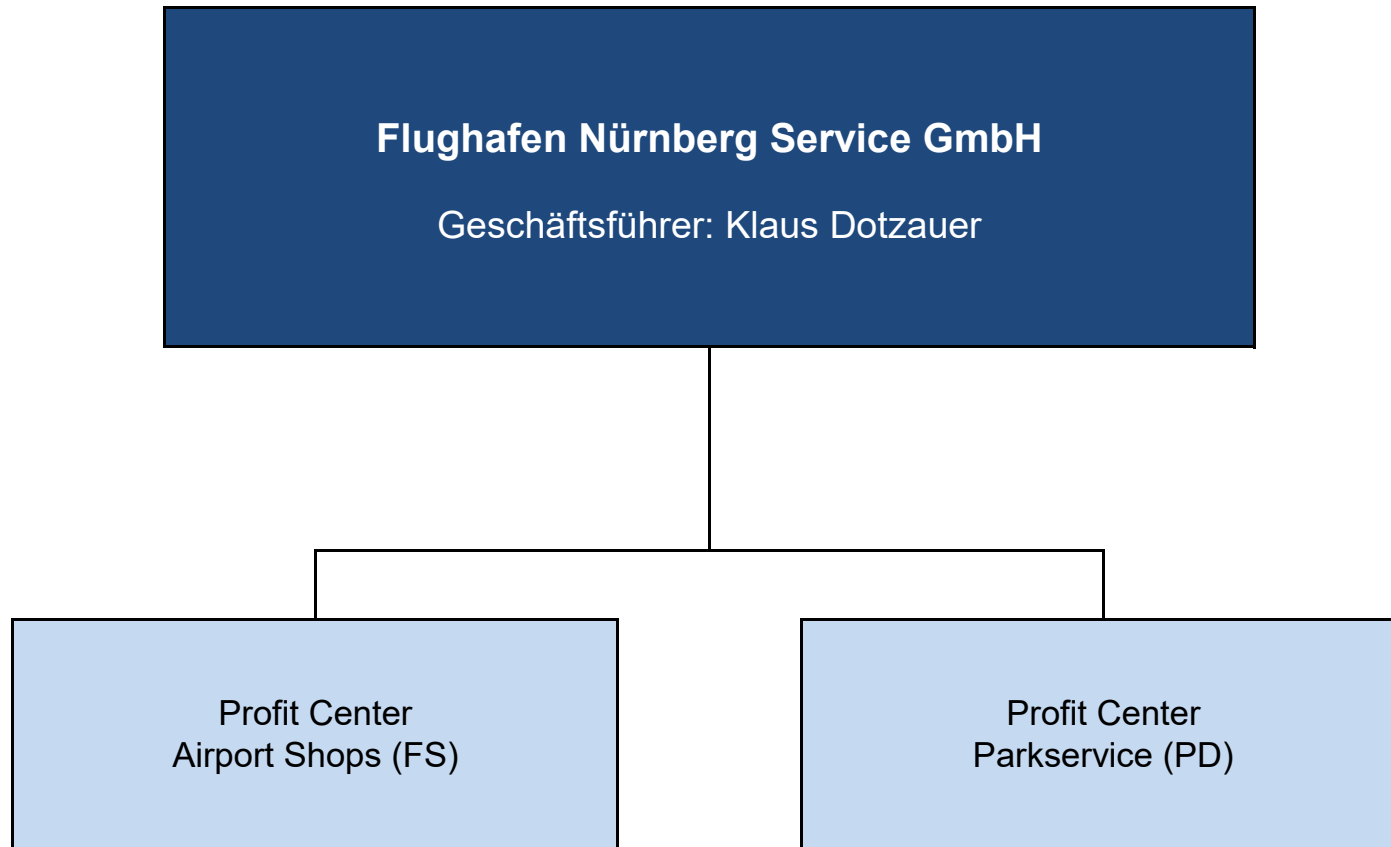 Flughafen Nürnberg Service GmbH
Geschäftsführer: Klaus Dotzauer
Profit Center
Airport Shops (FS)
Profit Center
Parkservice (PD)